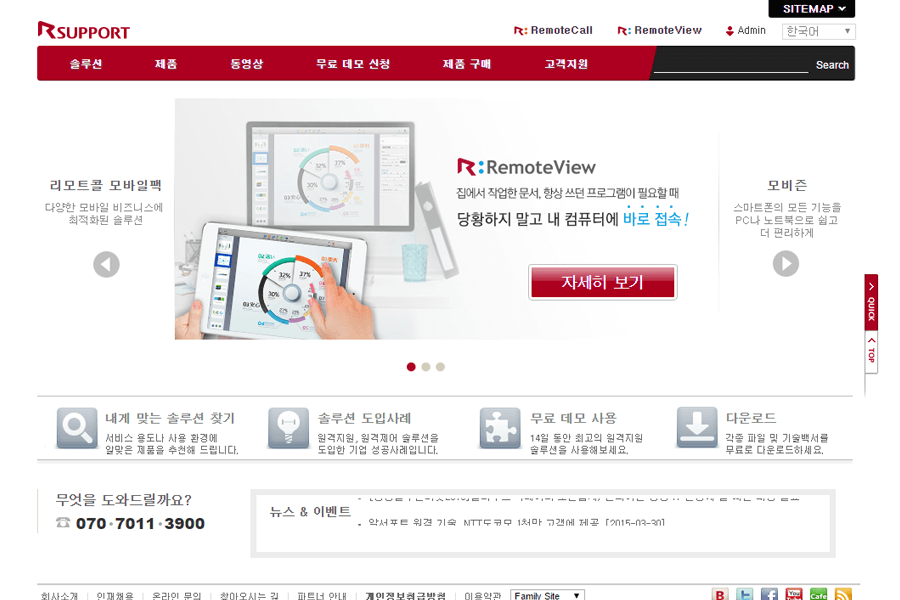 SITEMAP
RSUPPORT
R: RemoteCall
R: RemoteView
Admin
한국어
솔루션
제품
동영상
무료 데모 신청
제품 구매
고객지원
Search
리모트콜 모바일팩
다양한 모바일 비즈니스에
최적화된 솔루션
R:RemoteView
집에서 작업한 문서, 항상 쓰던 프로그램이 필요할 때
당황하지 말고 내 컴퓨터에 바로 접속!
자세히 보기
모비즌
스마트폰의 모든 기능을
PC나 노트북으로 쉽고
더 편리하게
QUICK
TOP
내게 맞는 솔루션 찾기
서비스 용도나 사용 환경에
알맞은 제품을 추천해 드립니다.
솔루션 도입사례
원격지원, 원격제어 솔루션을
도입한 기업 성공사례입니다.
무료 데모 사용
14일 동안 최고의 원격지원
솔루션을 사용해보세요.
다운로드
각종 파일 및 기술백서를
무료로 다운로드하세요.
무엇을 도와드릴까요?
070·7011·3900
뉴스 & 이벤트
알서포트 원격 기술, NTT도코모 1천만 고객에 제공 [2015-03-30]
회사소개
인재채용
온라인 문의
찾아오시는 길
파트너 안내
개인정보취급방침
이용약관
Family Site